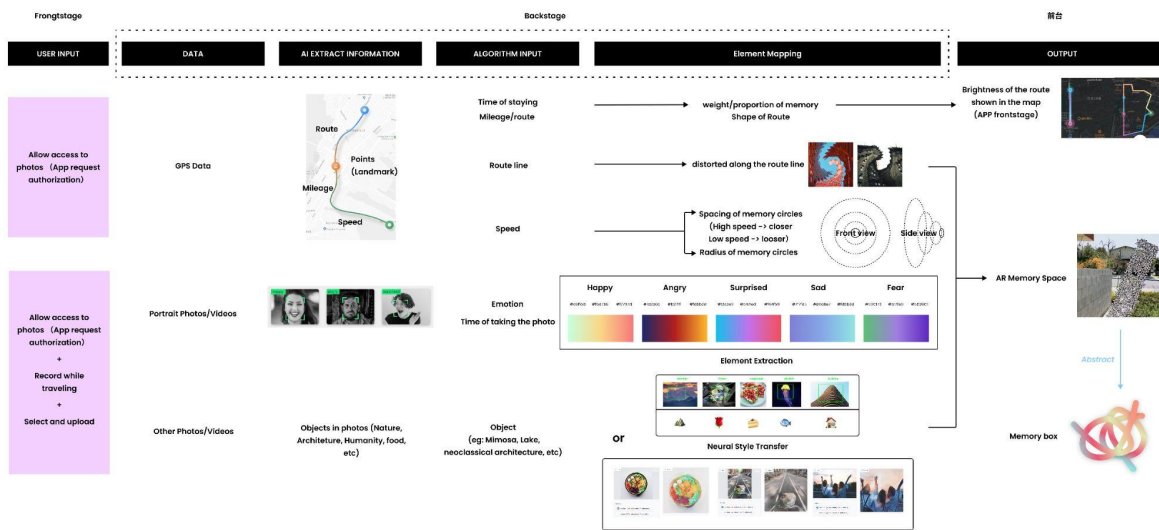 Frongtstage
Backstage
前台
USER INPUT
DATA
AI EXTRACT INFORMATION
ALGORITHM INPUT
Element Mapping
OUTPUT
Allow access to
photos （App request
authorization）
GPS Data
Route
Points
(Landmark)
Mileage
Speed
Time of staying
Mileage/route
weight/proportion of memory
Shape of Route
Brightness of the route
shown in the map
(APP frontstage)
Route line
distorted along the route line
Speed
Spacing of memory circles
(High speed -> closer
Low speed -> looser)
Radius of memory circles
Front view
Side view
AR Memory Space
Allow access to
photos （App request
authorization）
+
Record while
traveling
+
Select and upload
Portrait Photos/Videos
Emotion
Time of taking the photo
Happy
Angry
Surprised
Sad
Fear
Element Extraction
Abstract
Other Photos/Videos
Objects in photos (Nature,
Architeture, Humanity, food,
etc)
Object
(eg: Mimosa, Lake,
neoclassical architecture, etc)
or
Neural Style Transfer
Memory box